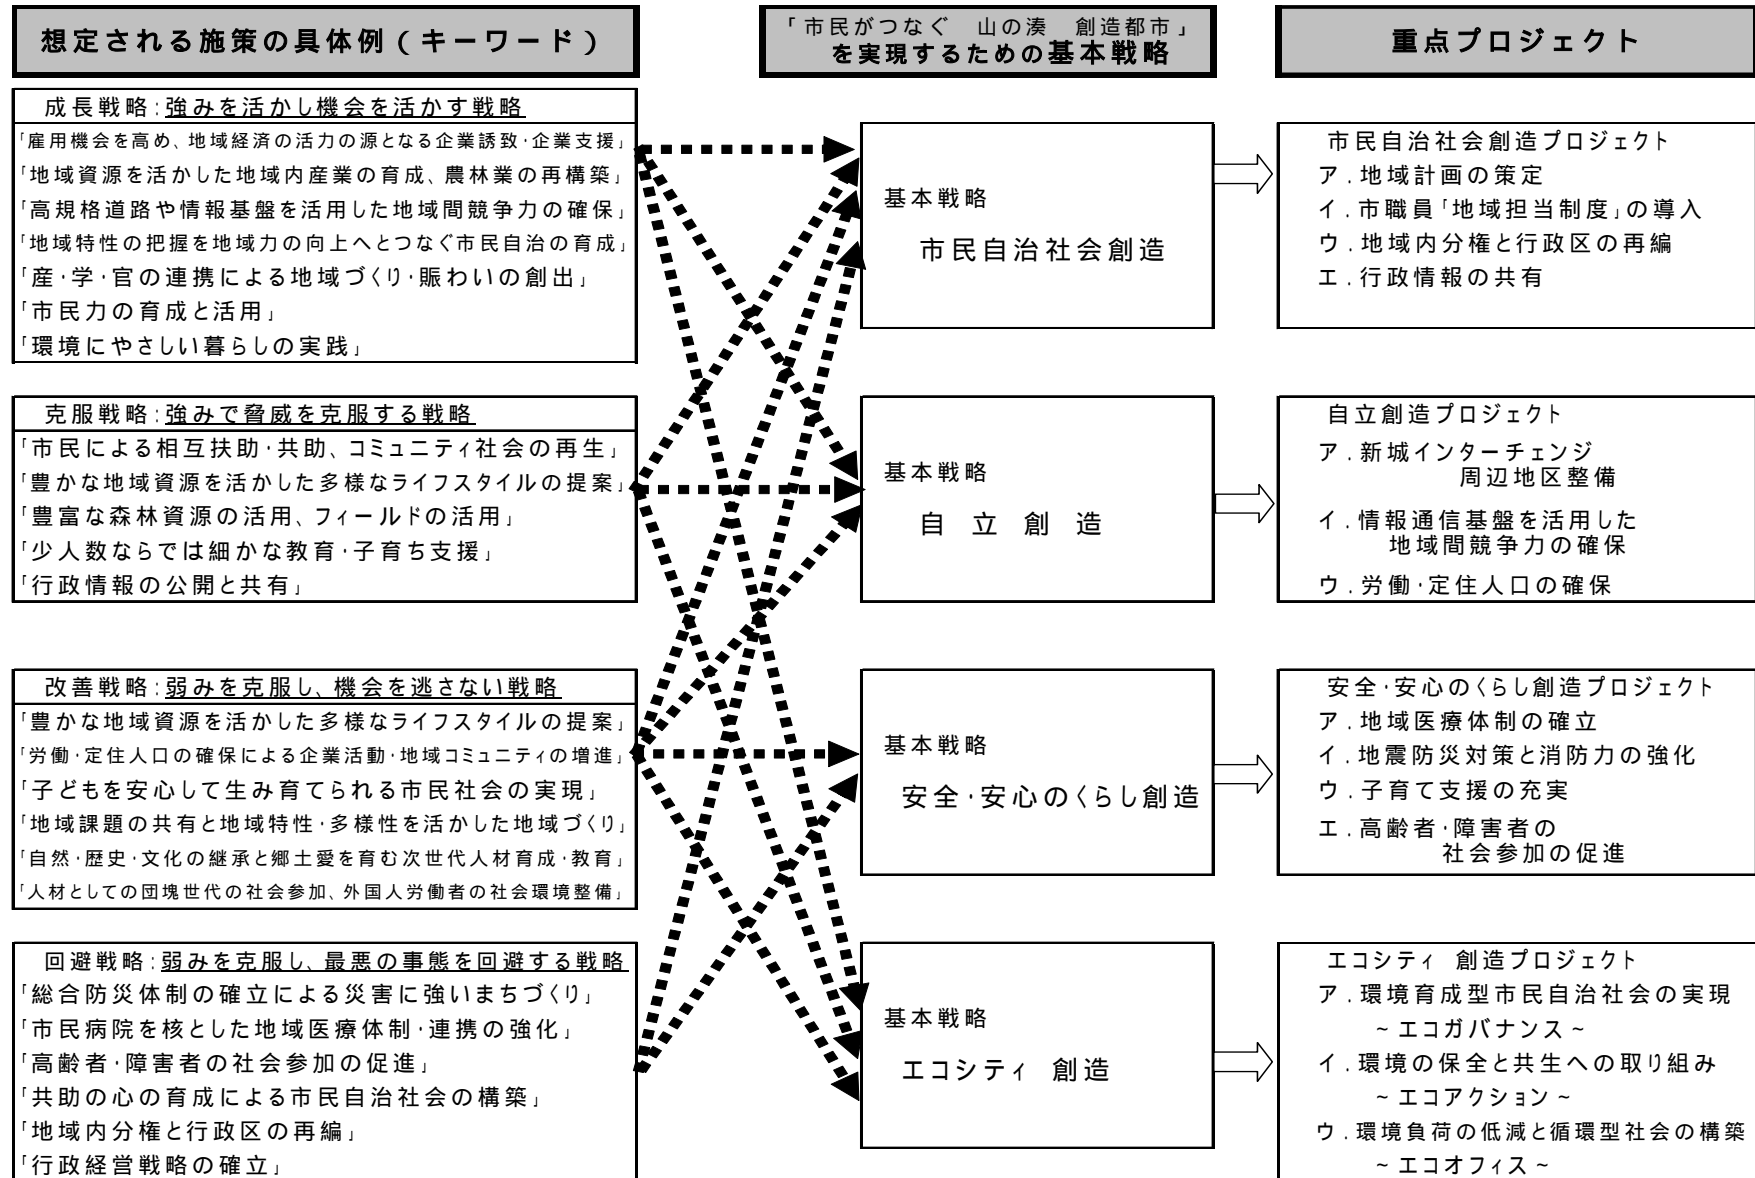 想定される施策の具体例（キーワード）
成長戦略:強みを活かし機会を活かす戦略
「雇用機会を高め、地域経済の活力の源となる企業誘致・企業支援」
「地域資源を活かした地域内産業の育成、農林業の再構築」
「高規格道路や情報基盤を活用した地域間競争力の確保」
「地域特性の把握を地域力の向上へとつなぐ市民自治の育成」
「産・学・官の連携による地域づくり・賑わいの創出」
「市民力の育成と活用」
「環境にやさしい暮らしの実践」
克服戦略:強みで脅威を克服する戦略
「市民による相互扶助・共助、コミュニティ社会の再生」
「豊かな地域資源を活かした多様なライフスタイルの提案」
「豊富な森林資源の活用、フィールドの活用」
「少人数ならでは細かな教育・子育ち支援」
「行政情報の公開と共有」
改善戦略:弱みを克服し、機会を逃さない戦略
「豊かな地域資源を活かした多様なライフスタイルの提案」
「労働・定住人口の確保による企業活動・地域コミュニティの増進」
「子どもを安心して生み育てられる市民社会の実現」
「地域課題の共有と地域特性・多様性を活かした地域づくり」
「自然・歴史・文化の継承と郷土愛を育む次世代人材育成・教育」
「人材としての団塊世代の社会参加、外国人労働者の社会環境整備」
回避戦略:弱みを克服し、最悪の事態を回避する戦略
「総合防災体制の確立による災害に強いまちづくり」
「市民病院を核とした地域医療体制・連携の強化」
「高齢者・障害者の社会参加の促進」
「共助の心の育成による市民自治社会の構築」
「地域内分権と行政区の再編」
「行政経営戦略の確立」
「市民がつなぐ　山の湊　創造都市」
を実現するための基本戦略
基本戦略
市民自治社会創造
基本戦略
自 立 創 造
基本戦略
安全・安心のくらし創造
基本戦略
エコシティ 創造
重点プロジェクト
市民自治社会創造プロジェクト
ア．地域計画の策定
イ．市職員「地域担当制度」の導入
ウ．地域内分権と行政区の再編
エ．行政情報の共有
自立創造プロジェクト
ア．新城インターチェンジ
周辺地区整備
イ．情報通信基盤を活用した
地域間競争力の確保
ウ．労働・定住人口の確保
安全・安心のくらし創造プロジェクト
ア．地域医療体制の確立
イ．地震防災対策と消防力の強化
ウ．子育て支援の充実
エ．高齢者・障害者の
社会参加の促進
エコシティ 創造プロジェクト
ア．環境育成型市民自治社会の実現
～エコガバナンス～
イ．環境の保全と共生への取り組み
～エコアクション～
ウ．環境負荷の低減と循環型社会の構築
～エコオフィス～